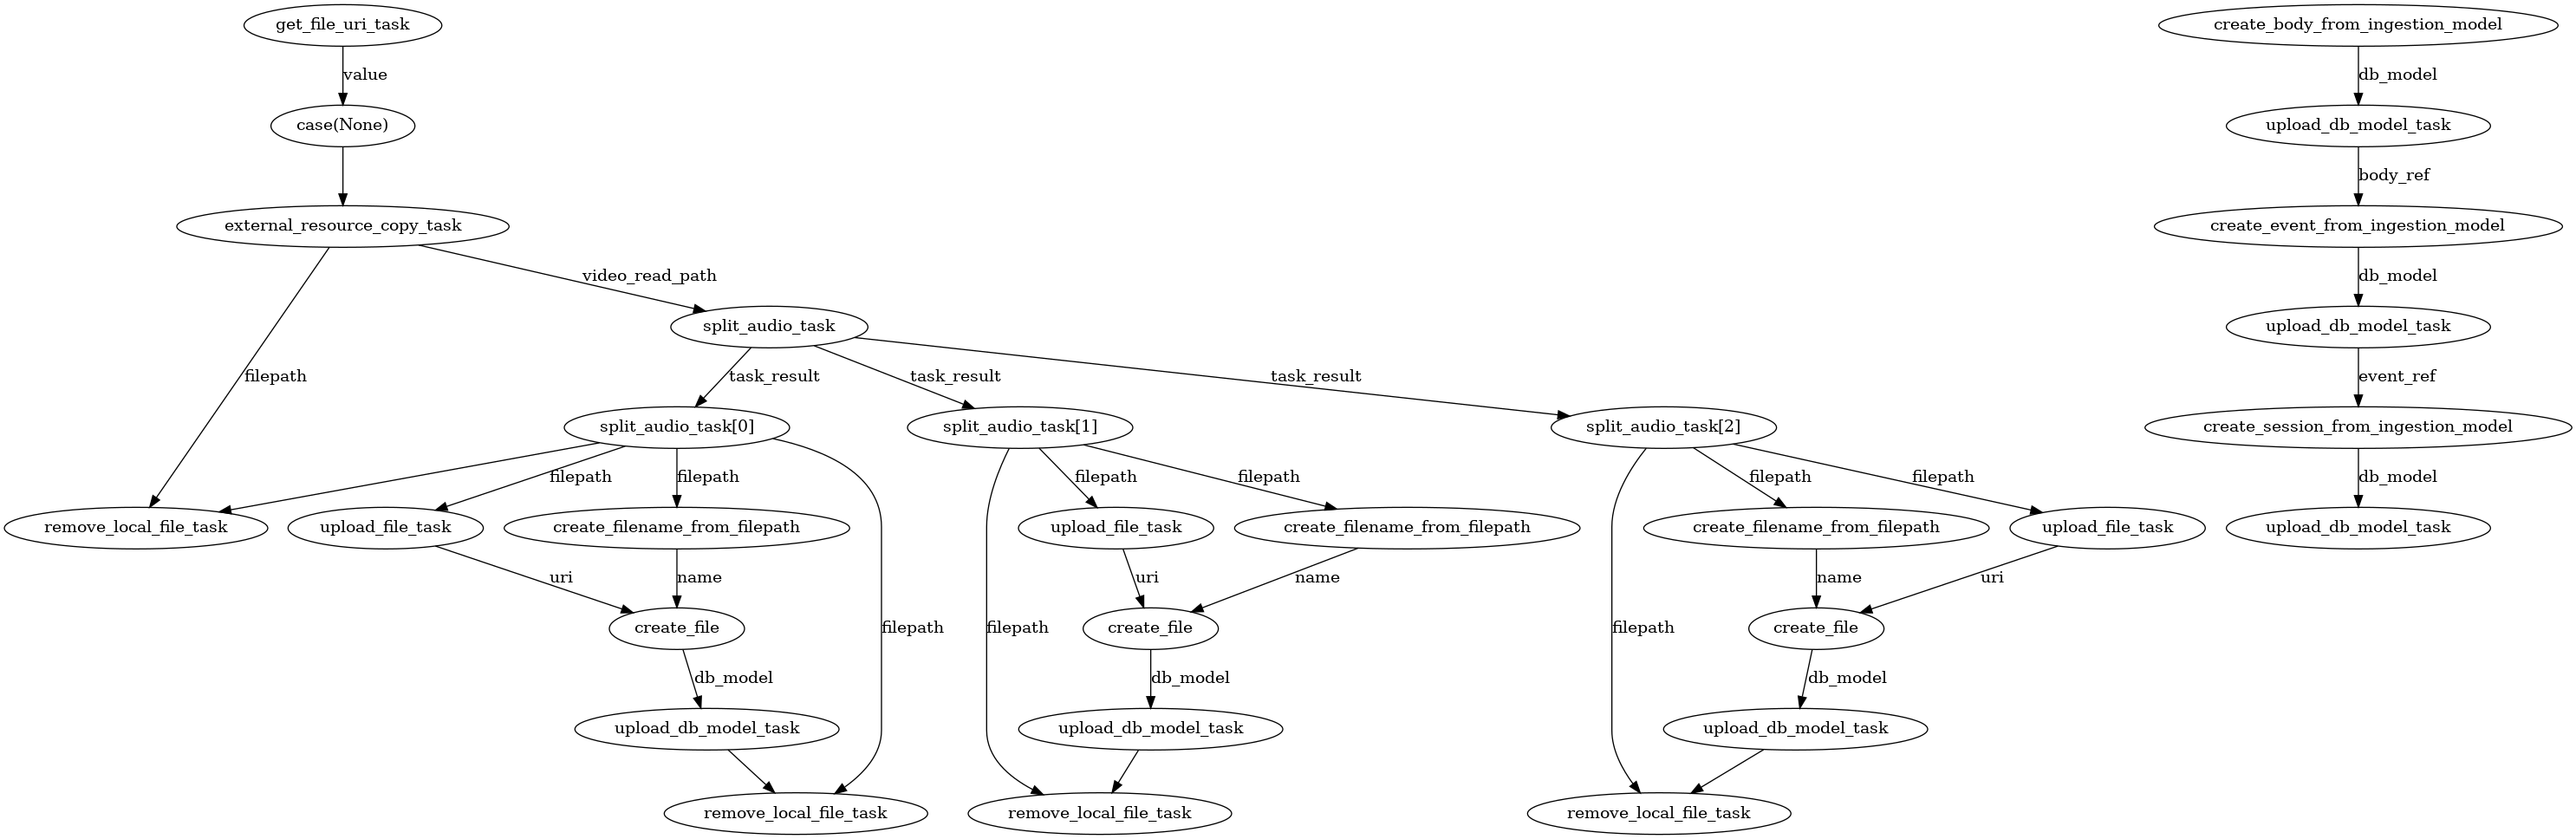 get_file_uri_task
create_body_from_ingestion_model
value
db_model
case(None)
upload_db_model_task
body_ref
external_resource_copy_task
create_event_from_ingestion_model
video_read_path
db_model
split_audio_task
upload_db_model_task
filepath
task_result
task_result
task_result
event_ref
split_audio_task[0]
split_audio_task[1]
split_audio_task[2]
create_session_from_ingestion_model
filepath
filepath
filepath
filepath
filepath
filepath
db_model
remove_local_file_task
upload_file_task
create_filename_from_filepath
upload_file_task
create_filename_from_filepath
create_filename_from_filepath
upload_file_task
upload_db_model_task
uri
name
uri
name
name
uri
create_file
filepath
filepath
create_file
filepath
create_file
db_model
db_model
db_model
upload_db_model_task
upload_db_model_task
upload_db_model_task
remove_local_file_task
remove_local_file_task
remove_local_file_task